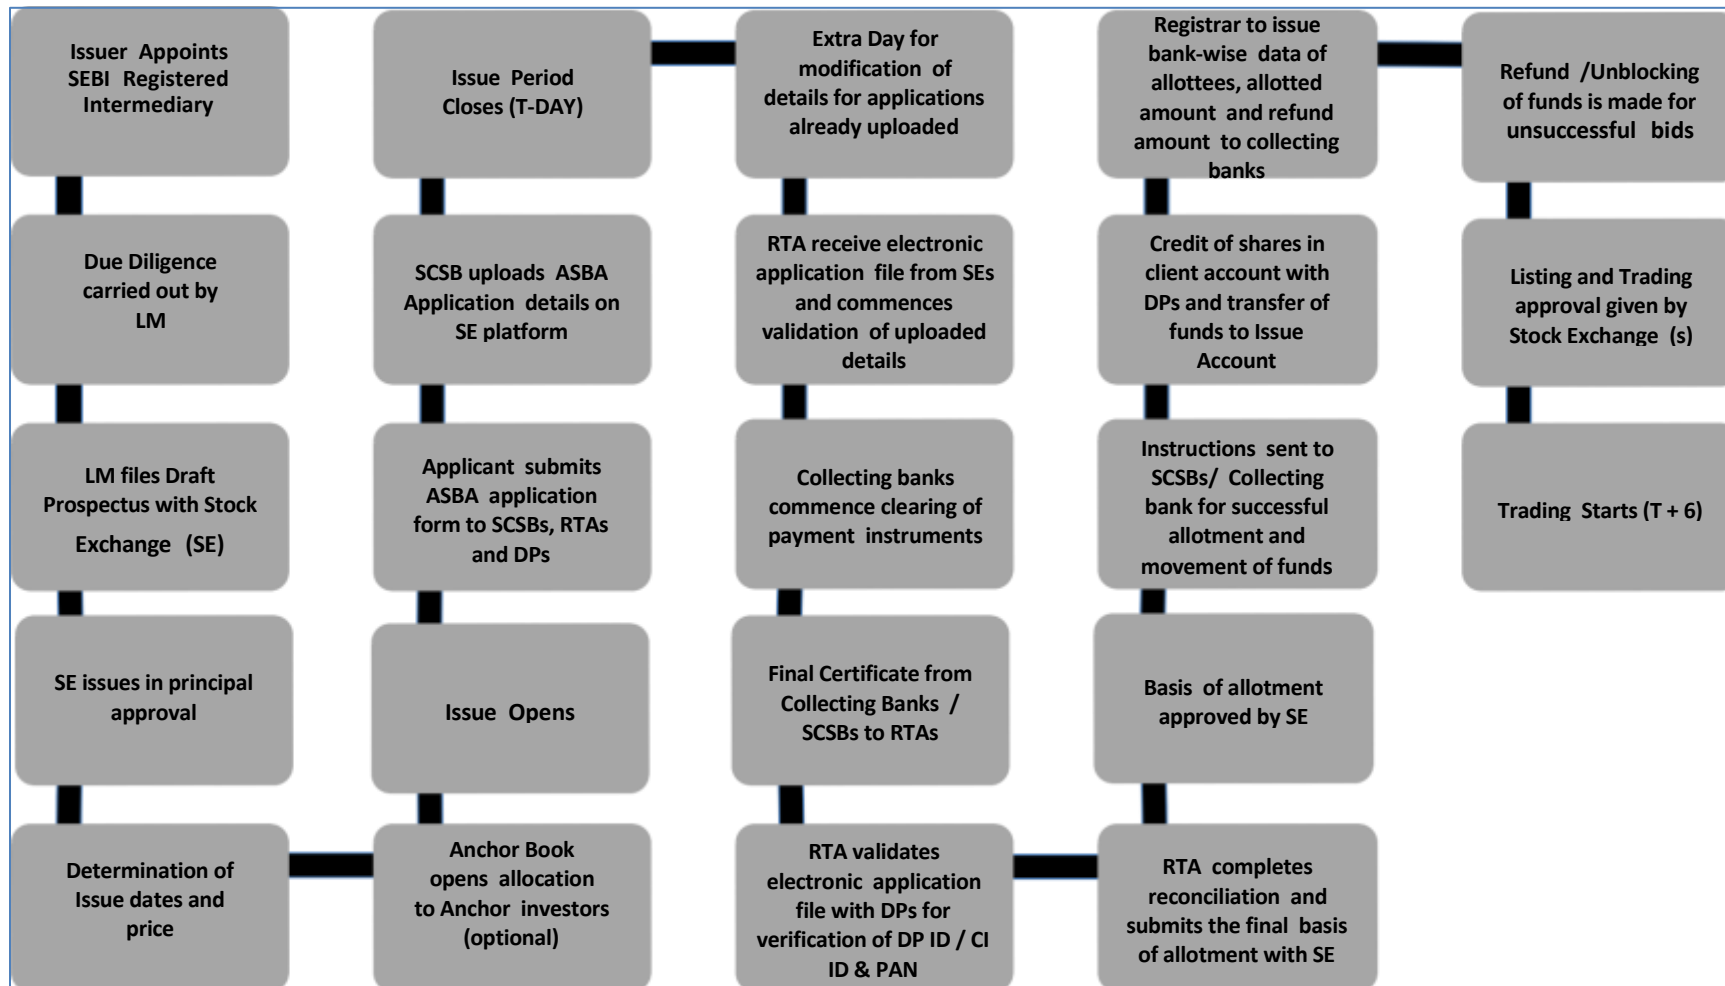 Issuer Appoints
SEBI Registered
Intermediary
Due Diligence
carried out by
LM
LM files Draft
Prospectus with Stock
Exchange (SE)
SE issues in principal
approval
Determination of
Issue dates and
price
Anchor Book
opens allocation
to Anchor investors
(optional)
Issue Opens
Applicant submits
ASBA application
form to SCSBs, RTAs
and DPs
SCSB uploads ASBA
Application details on
SE platform
Issue Period
Closes (T-DAY)
Extra Day for
modification of
details for applications
already uploaded
RTA receive electronic
application file from SEs
and commences
validation of uploaded
details
Collecting banks
commence clearing of
payment instruments
Final Certificate from
Collecting Banks /
SCSBs to RTAs
RTA validates
electronic application
file with DPs for
verification of DP ID / CI
ID & PAN
RTA completes
reconciliation and
submits the final basis
of allotment with SE
Basis of allotment
approved by SE
Instructions sent to
SCSBs/ Collecting
bank for successful
allotment and
movement of funds
Credit of shares in
client account with
DPs and transfer of
funds to Issue
Account
Registrar to issue
bank-wise data of
allottees, allotted
amount and refund
amount to collecting
banks
Refund /Unblocking
of funds is made for
unsuccessful bids
Listing and Trading
approval given by
Stock Exchange (s)
Trading Starts (T + 6)